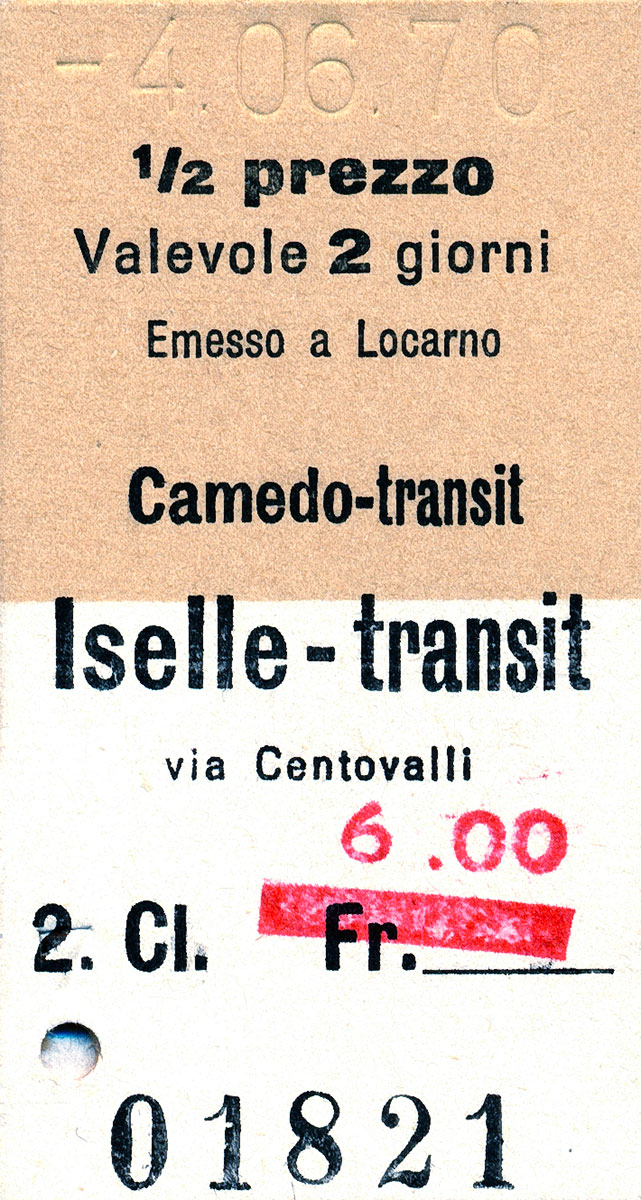 -4.06.70
1/2 prezzo
Valevole 2 giorni
Emesso a Locarno
Camedo-transit
Iselle-transit
via Centovalli
6.00
2. Cl. Fr.
01821